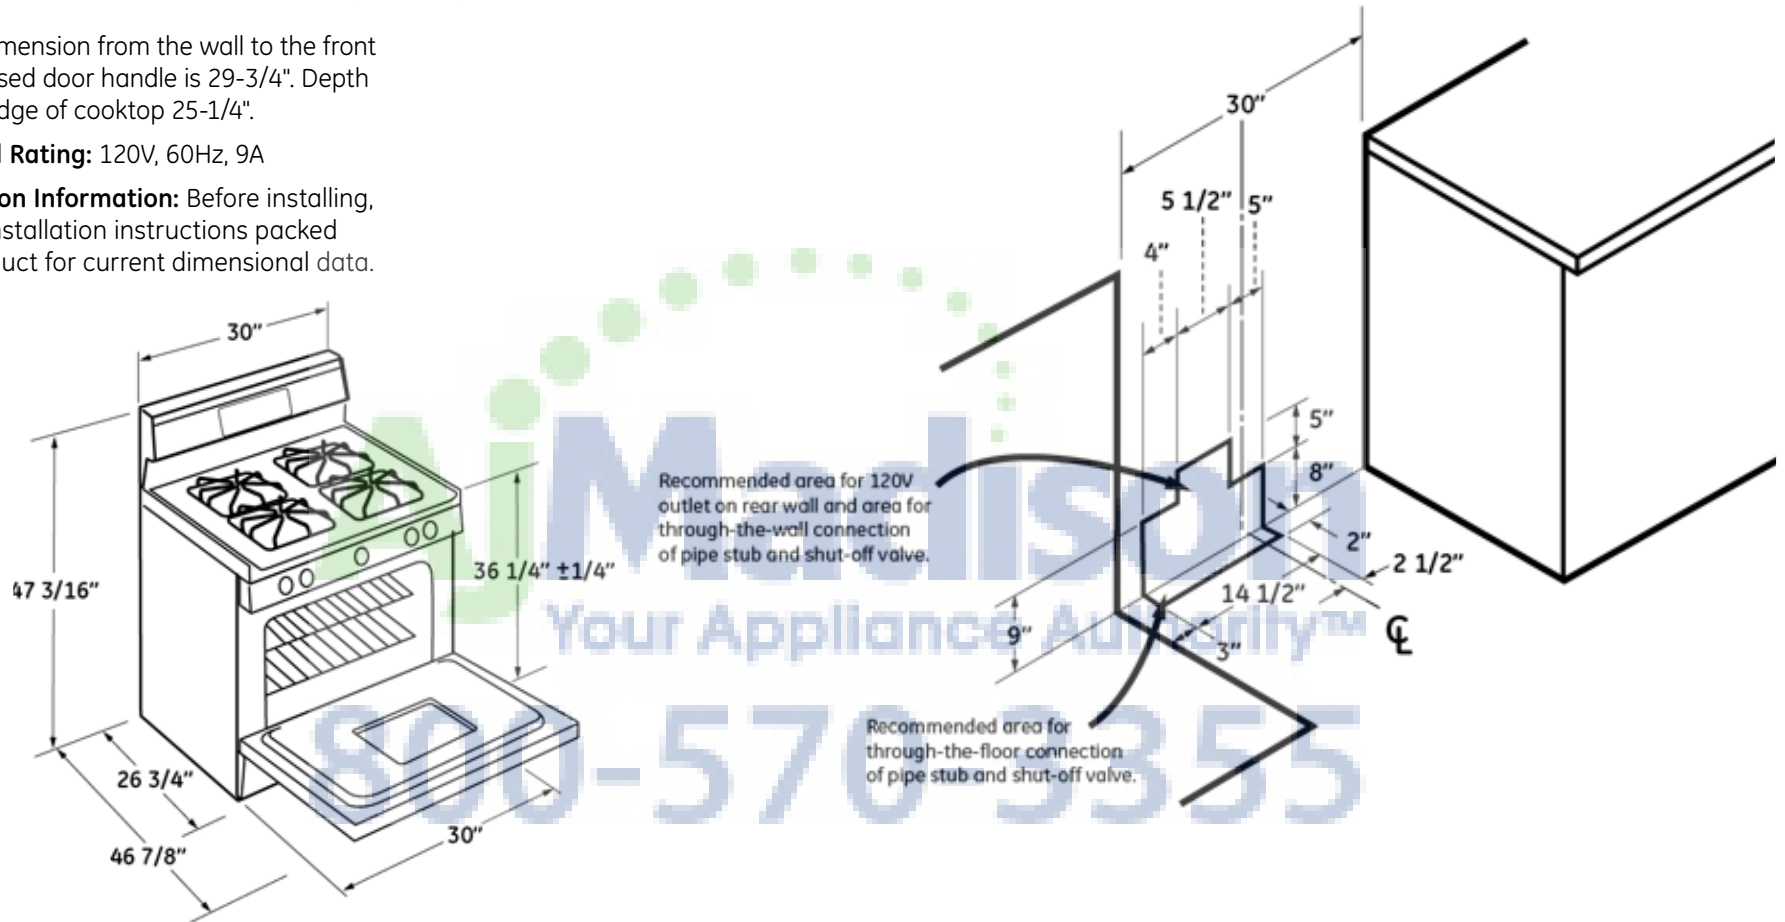 mension from the wall to the front
sed door handle is 29-3/4". Depth
dge of cooktop 25-1/4".
Rating: 120V, 60Hz, 9A
on Information: Before installing,
nstallation instructions packed
uct for current dimensional data.
30"
47 3/16"
36 1/4" ±1/4"
26 3/4"
46 7/8"
30"
30"
5 1/2" 5"
4"
5"
8"
Recommended area for 120V
outlet on rear wall and area for
through-the-wall connection
of pipe stub and shut-off valve.
2"
2 1/2"
14 1/2"
9"
3"
℄
Recommended area for
through-the-floor connection
of pipe stub and shut-off valve.
AjMadison
Your Appliance Authority™
800-570-3355